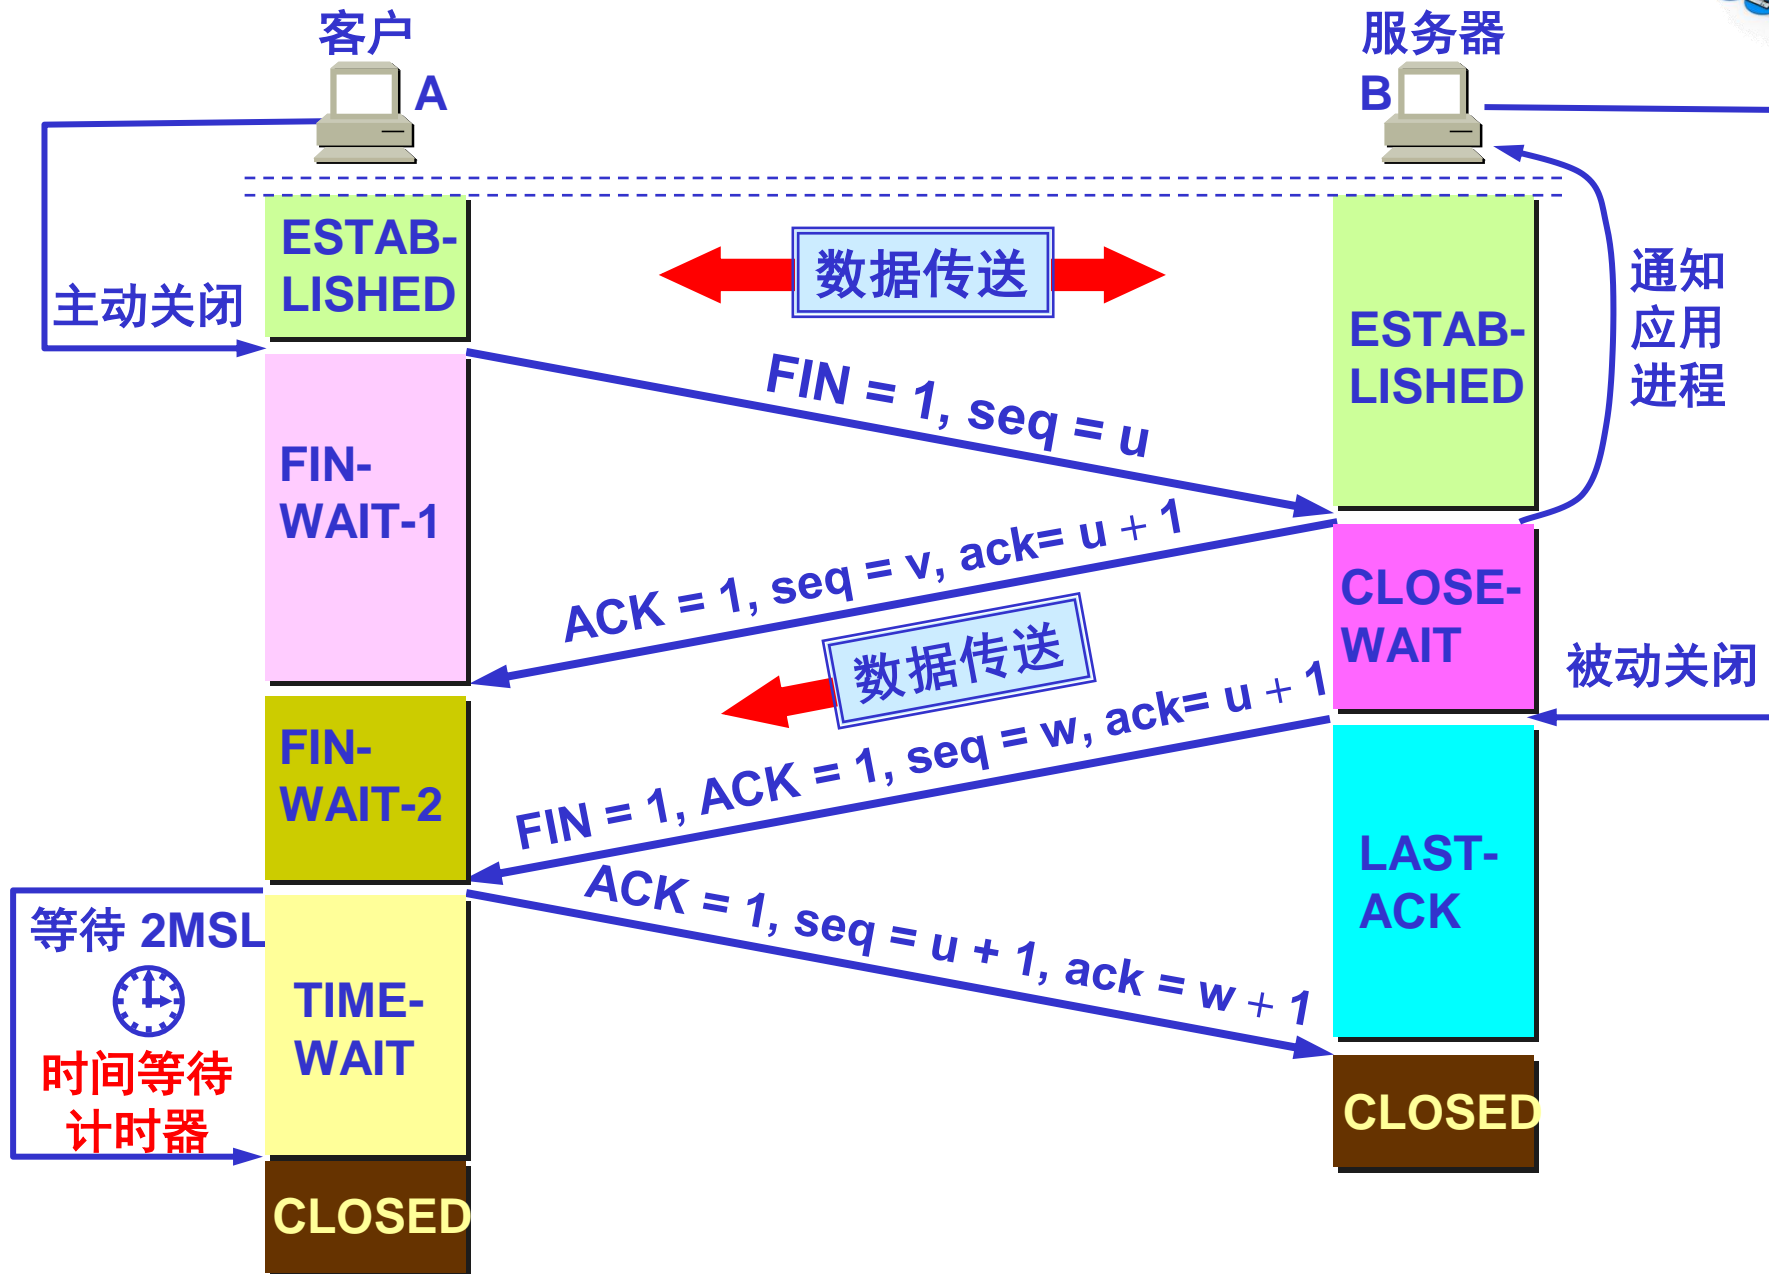 客户
服务器
A
B
ESTAB-
LISHED
数据传送
主动关闭
ESTAB-
LISHED
通知
应用
进程
FIN = 1, seq = u
FIN-
WAIT-1
ACK = 1, seq = v, ack= u + 1
CLOSE-
WAIT
数据传送
被动关闭
FIN-
WAIT-2
FIN = 1, ACK = 1, seq = w, ack= u + 1
LAST-
ACK
ACK = 1, seq = u + 1, ack = w + 1
等待 2MSL
TIME-
WAIT
时间等待
计时器
CLOSED
CLOSED